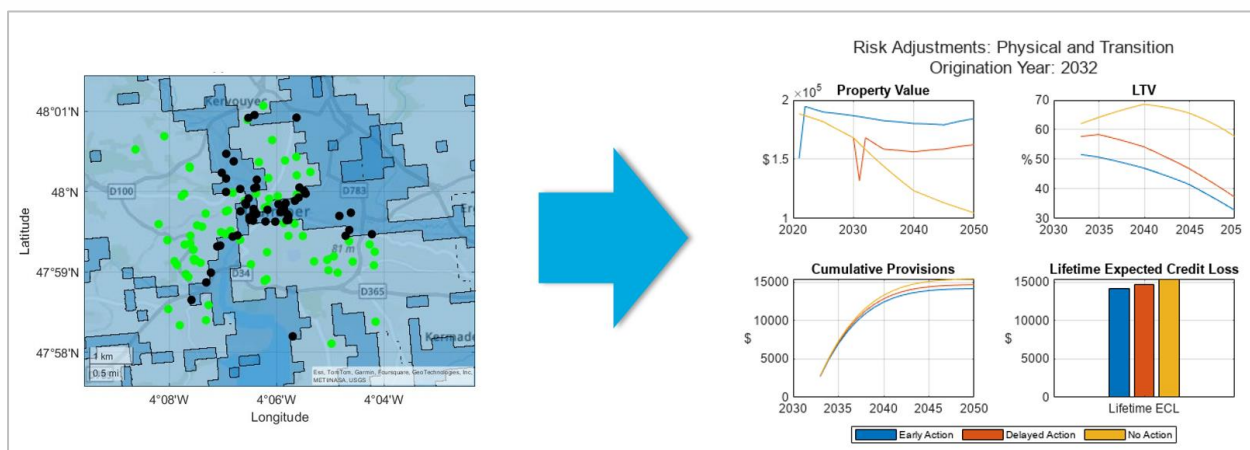 Risk Adjustments: Physical and Transition
Origination Year: 2032
48°01'N
48°N
47°59'N
47°58'N
Latitude
Kervouyec
D100
D783
D34
81 m
D365
1 km
0.5 mi
Esri, TomTom, Garmin, Foursquare, GeoTechnologies, Inc,
METI/NASA, USGS
4°08'W
4°06'W
4°04'W
Longitude
Property Value
2 × 10⁵
$ 1.5
1
2020
2030
2040
2050
LTV
70
60
% 50
40
30
2030
2035
2040
2045
Cumulative Provisions
15000
10000
$
5000
0
2030
2035
2040
2045
2050
Lifetime Expected Credit Loss
15000
10000
$
5000
0
Lifetime ECL
Early Action
Delayed Action
No Action